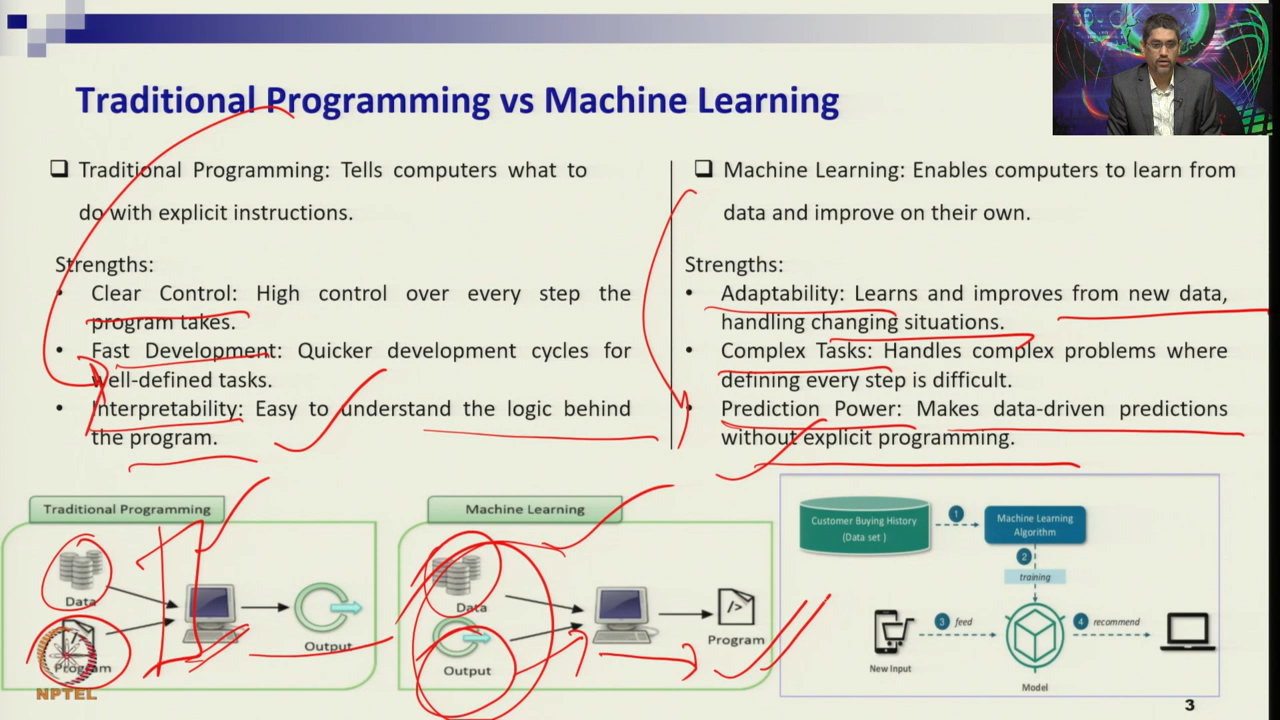 Traditional Programming vs Machine Learning
❑ Traditional Programming: Tells computers what to
do with explicit instructions.
Strengths:
• Clear Control: High control over every step the
program takes.
• Fast Development: Quicker development cycles for
well-defined tasks.
• Interpretability: Easy to understand the logic behind
the program.
❑ Machine Learning: Enables computers to learn from
data and improve on their own.
Strengths:
• Adaptability: Learns and improves from new data,
handling changing situations.
• Complex Tasks: Handles complex problems where
defining every step is difficult.
• Prediction Power: Makes data-driven predictions
without explicit programming.
Traditional Programming
Data
Program
Output
Machine Learning
Data
Output
Program
Customer Buying History
(Data set )
1
Machine Learning
Algorithm
2
training
3 feed
4 recommend
New Input
Model
NPTEL
3